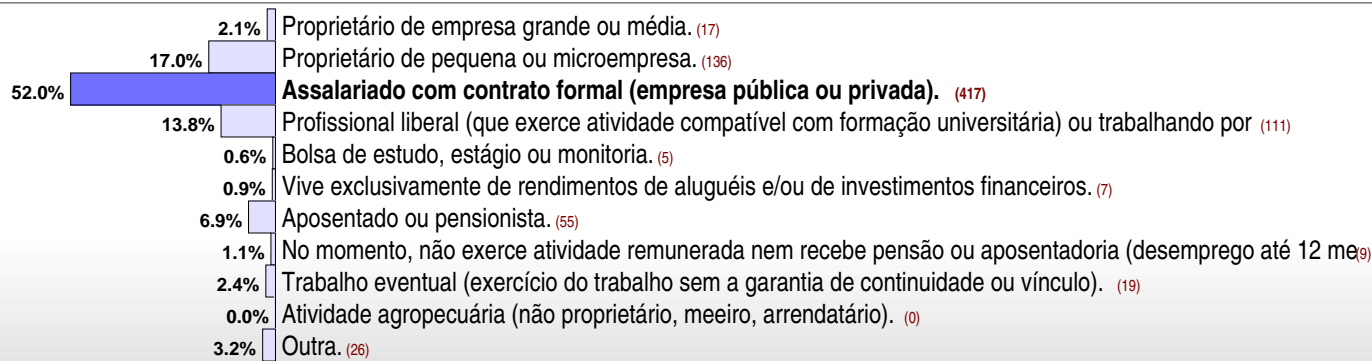 2.1% Proprietário de empresa grande ou média. (17)
17.0% Proprietário de pequena ou microempresa. (136)
52.0% Assalariado com contrato formal (empresa pública ou privada). (417)
13.8% Profissional liberal (que exerce atividade compatível com formação universitária) ou trabalhando por (111)
0.6% Bolsa de estudo, estágio ou monitoria. (5)
0.9% Vive exclusivamente de rendimentos de aluguéis e/ou de investimentos financeiros. (7)
6.9% Aposentado ou pensionista. (55)
1.1% No momento, não exerce atividade remunerada nem recebe pensão ou aposentadoria (desemprego até 12 me(9)
2.4% Trabalho eventual (exercício do trabalho sem a garantia de continuidade ou vínculo). (19)
0.0% Atividade agropecuária (não proprietário, meeiro, arrendatário). (0)
3.2% Outra. (26)